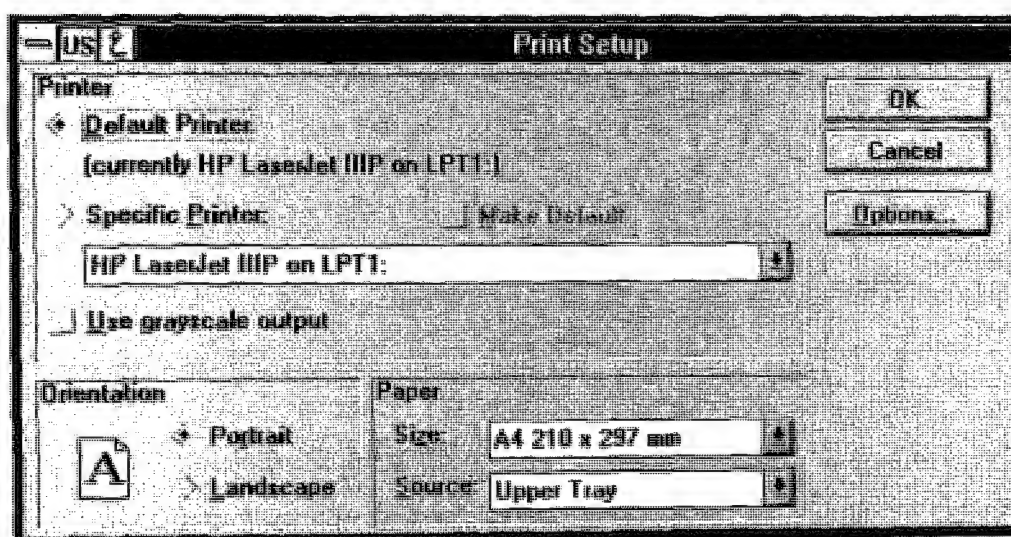 US ع Print Setup
Printer
Default Printer
(currently HP LaserJet IIIP on LPT1:)
Specific Printer:
Make Default
HP LaserJet IIIP on LPT1:
Use grayscale output
OK
Cancel
Options...
Orientation
A
Portrait
Landscape
Paper
Size: A4 210 x 297 mm
Source: Upper Tray